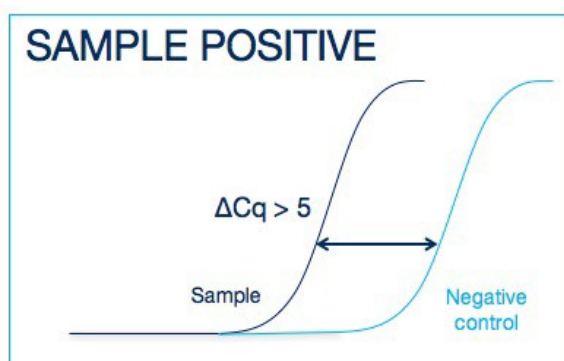 SAMPLE POSITIVE
ΔCq > 5
Sample
Negative
control